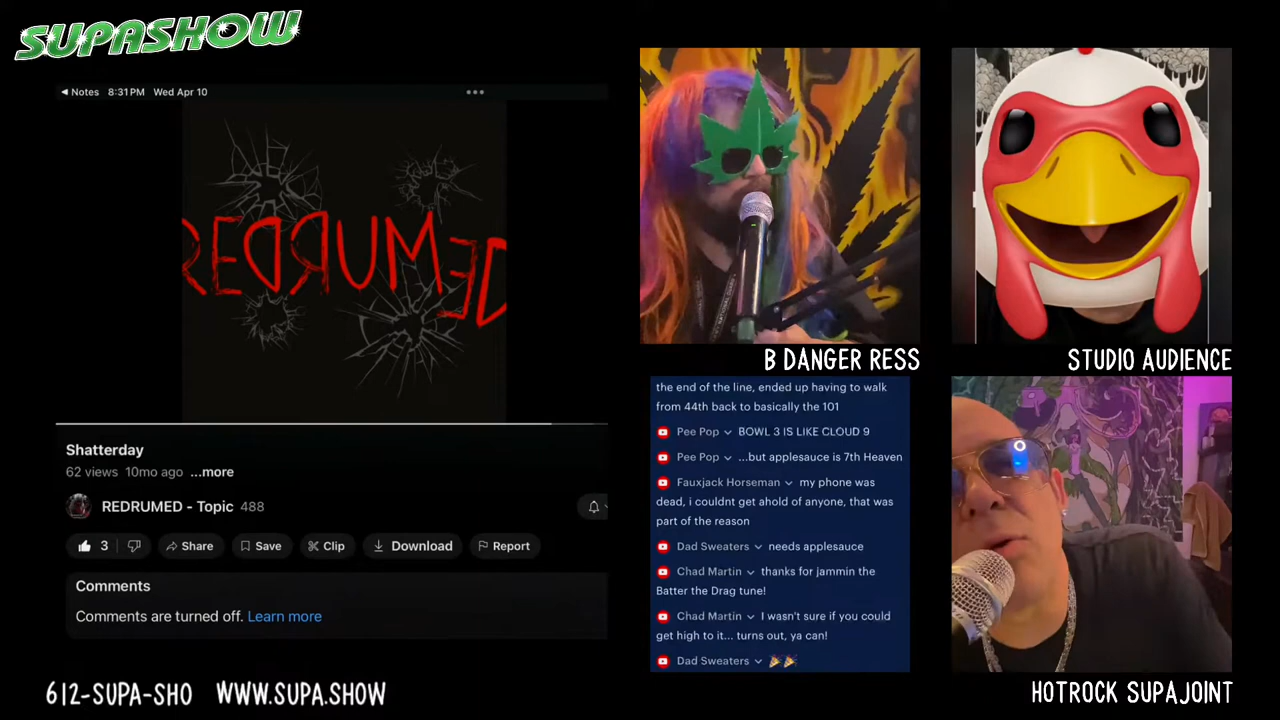 SUPASHOW
Notes 8:31 PM Wed Apr 10
REDRUMED
Shatterday
62 views 10mo ago ...more
REDRUMED - Topic 488
3 Share Save Clip Download Report
Comments
Comments are turned off. Learn more
612-SUPA-SHO WWW.SUPA.SHOW
B DANGER RESS
STUDIO AUDIENCE
the end of the line, ended up having to walk
from 44th back to basically the 101
Pee Pop BOWL 3 IS LIKE CLOUD 9
Pee Pop ...but applesauce is 7th Heaven
Fauxjack Horseman my phone was
dead, i couldnt get ahold of anyone, that was
part of the reason
Dad Sweaters needs applesauce
Chad Martin thanks for jammin the
Batter the Drag tune!
Chad Martin I wasn't sure if you could
get high to it... turns out, ya can!
Dad Sweaters 🎉🎉
HOTROCK SUPAJOINT